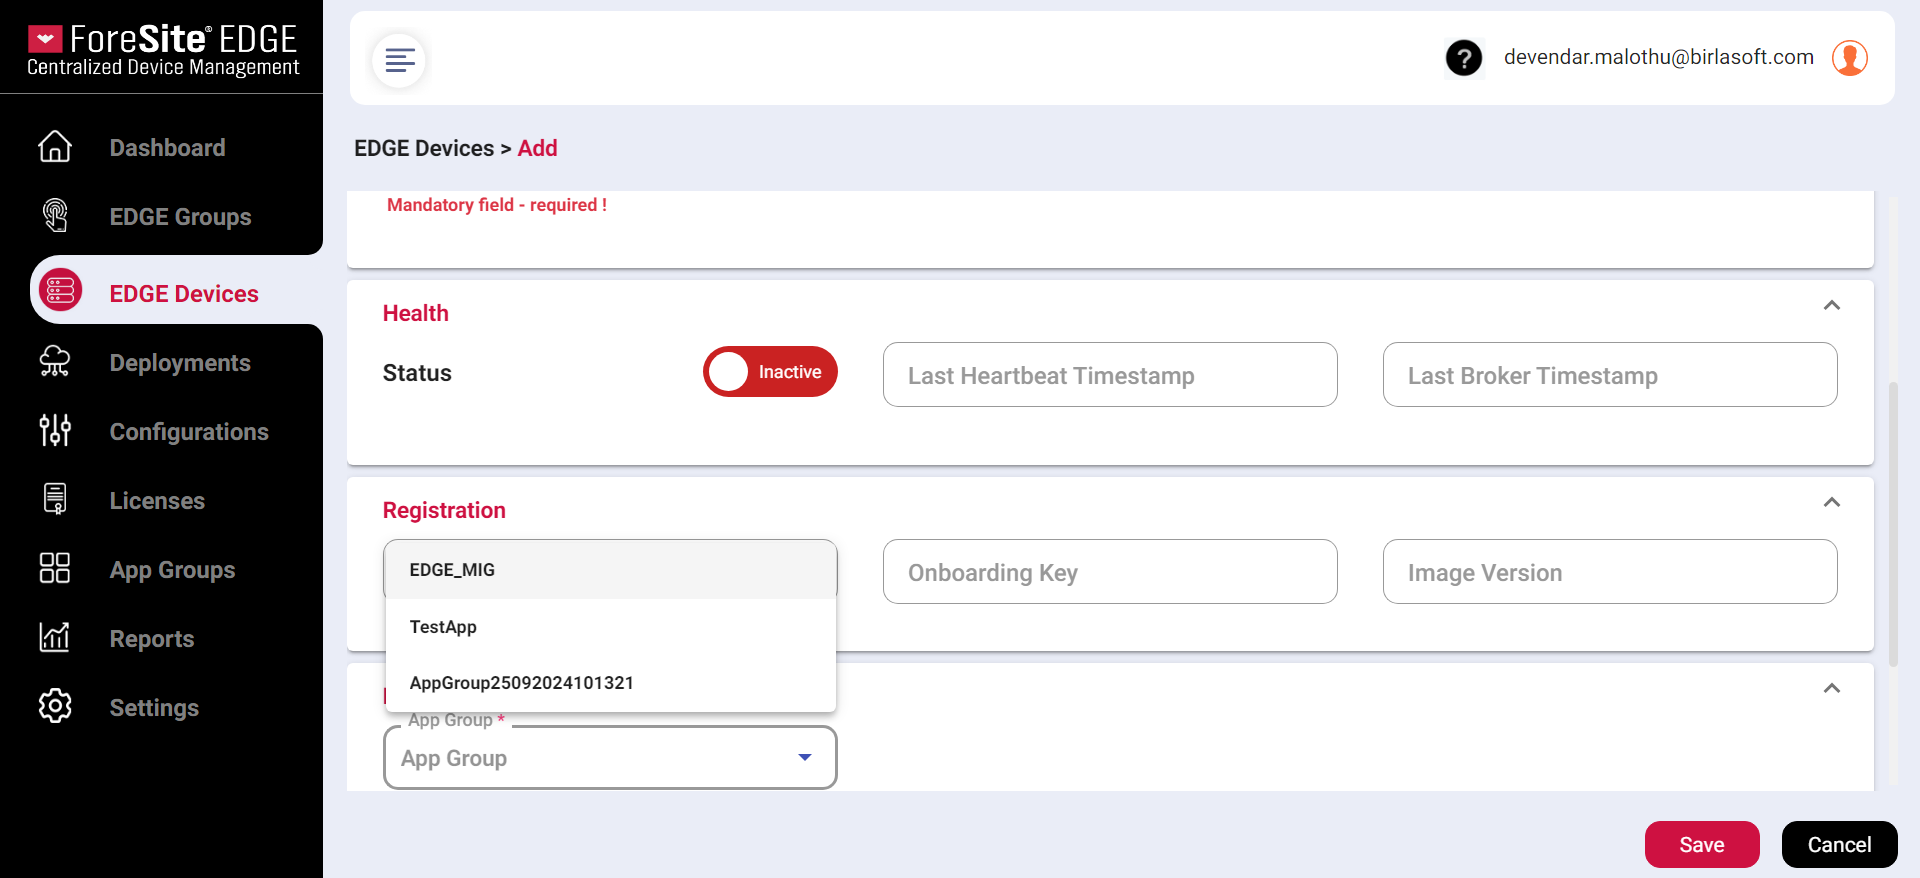 ForeSite® EDGE
Centralized Device Management
Dashboard
EDGE Groups
EDGE Devices
Deployments
Configurations
Licenses
App Groups
Reports
Settings
?
devendar.malothu@birlasoft.com
EDGE Devices > Add
Mandatory field - required !
Health
Status
Inactive
Last Heartbeat Timestamp
Last Broker Timestamp
Registration
EDGE_MIG
TestApp
AppGroup25092024101321
Onboarding Key
Image Version
App Group *
App Group
Save
Cancel